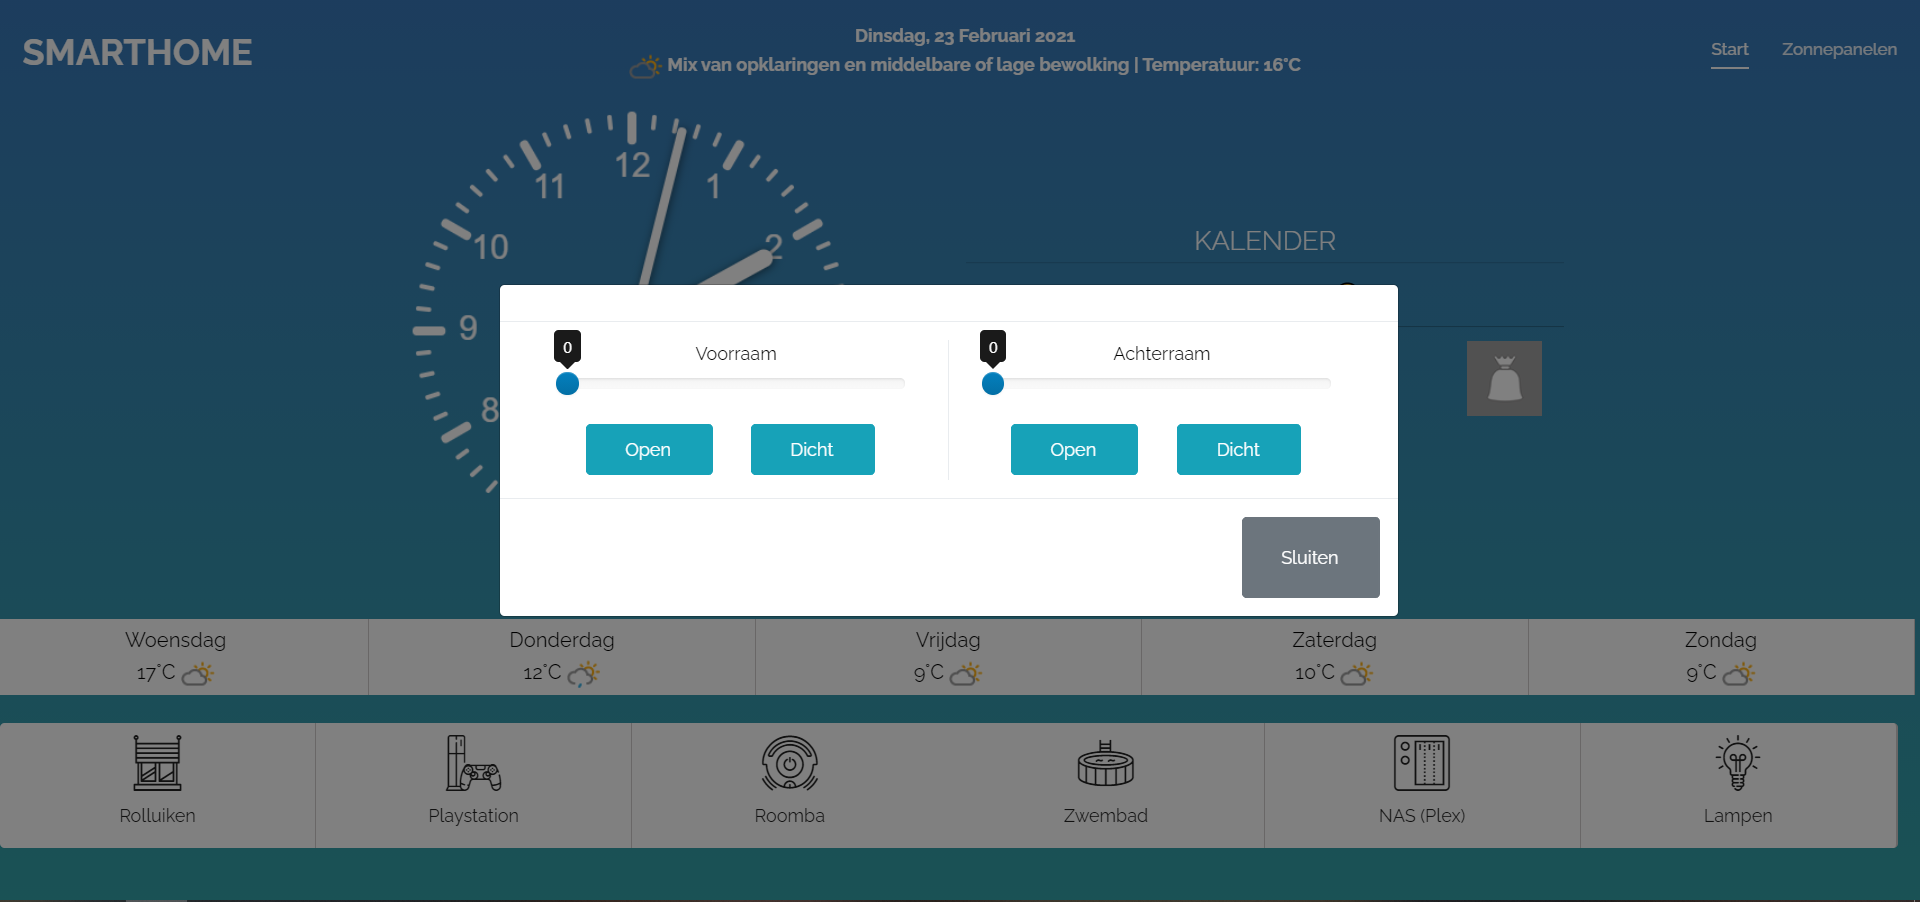 SMARTHOME
Dinsdag, 23 Februari 2021
Mix van opklaringen en middelbare of lage bewolking | Temperatuur: 16°C
Start
Zonnepanelen
12
11
1
10
2
9
8
KALENDER
0
Voorraam
0
Achterraam
Open
Dicht
Open
Dicht
Sluiten
Woensdag
17°C
Donderdag
12°C
Vrijdag
9°C
Zaterdag
10°C
Zondag
9°C
Rolluiken
Playstation
Roomba
Zwembad
NAS (Plex)
Lampen